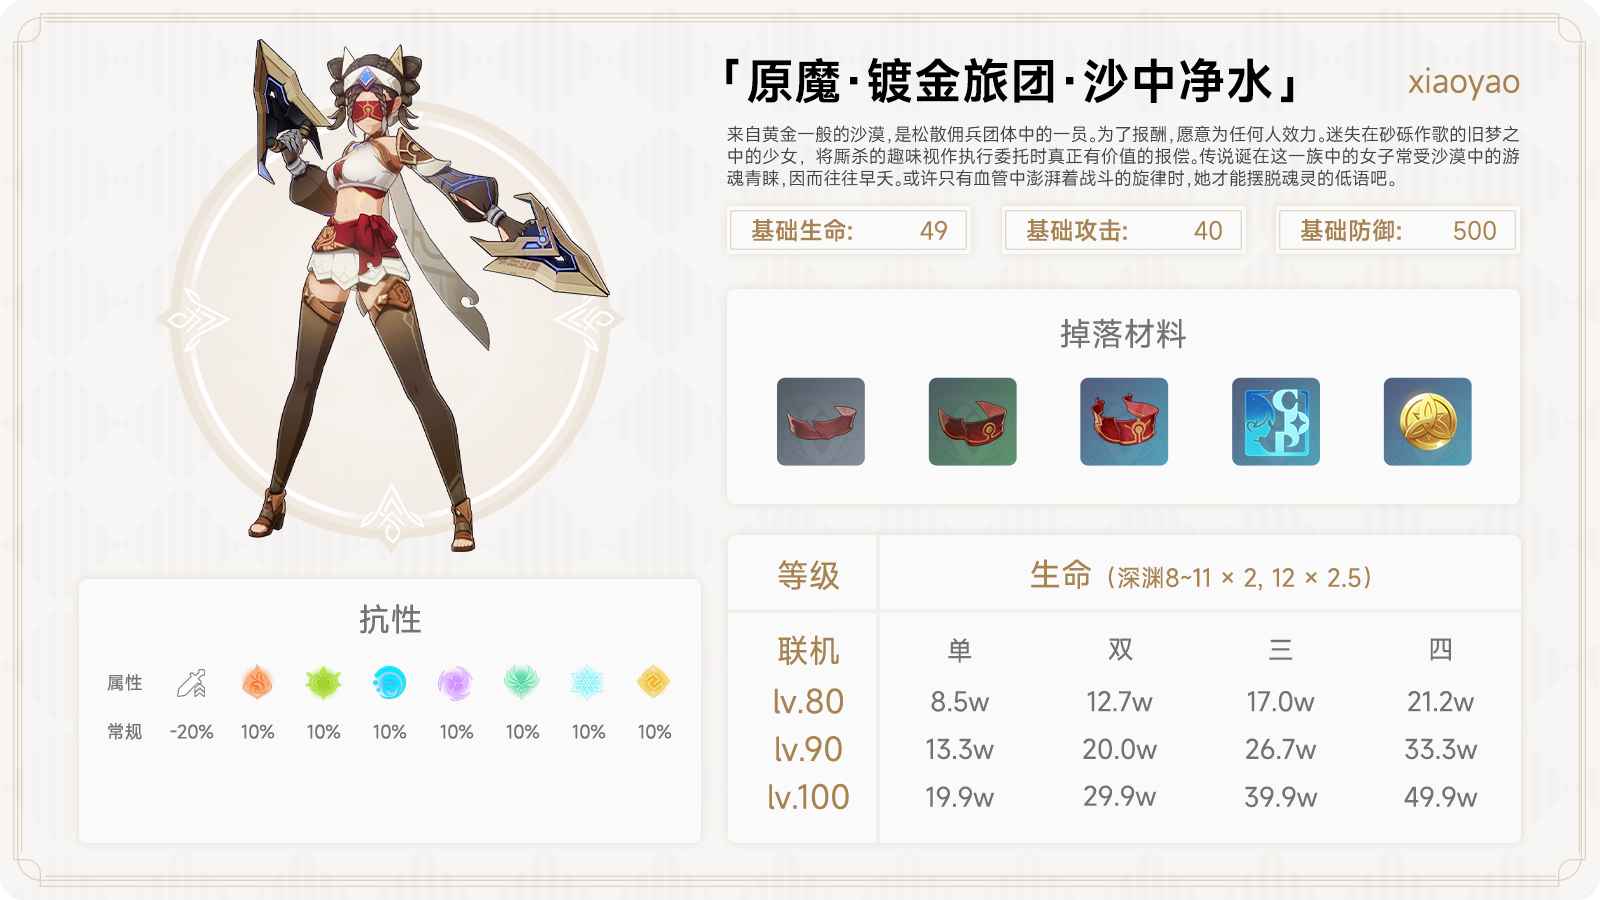 「原魔·镀金旅团·沙中净水」
xiaoyao
来自黄金一般的沙漠,是松散佣兵团体中的一员。为了报酬,愿意为任何人效力。迷失在砂砾作歌的旧梦之
中的少女，将厮杀的趣味视作执行委托时真正有价值的报偿。传说诞在这一族中的女子常受沙漠中的游
魂青睐,因而往往早夭。或许只有血管中澎湃着战斗的旋律时,她才能摆脱魂灵的低语吧。
基础生命: 49 基础攻击: 40 基础防御: 500
掉落材料
等级 生命（深渊8~11 × 2, 12 × 2.5）
联机 单 双 三 四
lv.80 8.5w 12.7w 17.0w 21.2w
lv.90 13.3w 20.0w 26.7w 33.3w
lv.100 19.9w 29.9w 39.9w 49.9w
抗性
属性
常规 -20% 10% 10% 10% 10% 10% 10% 10%